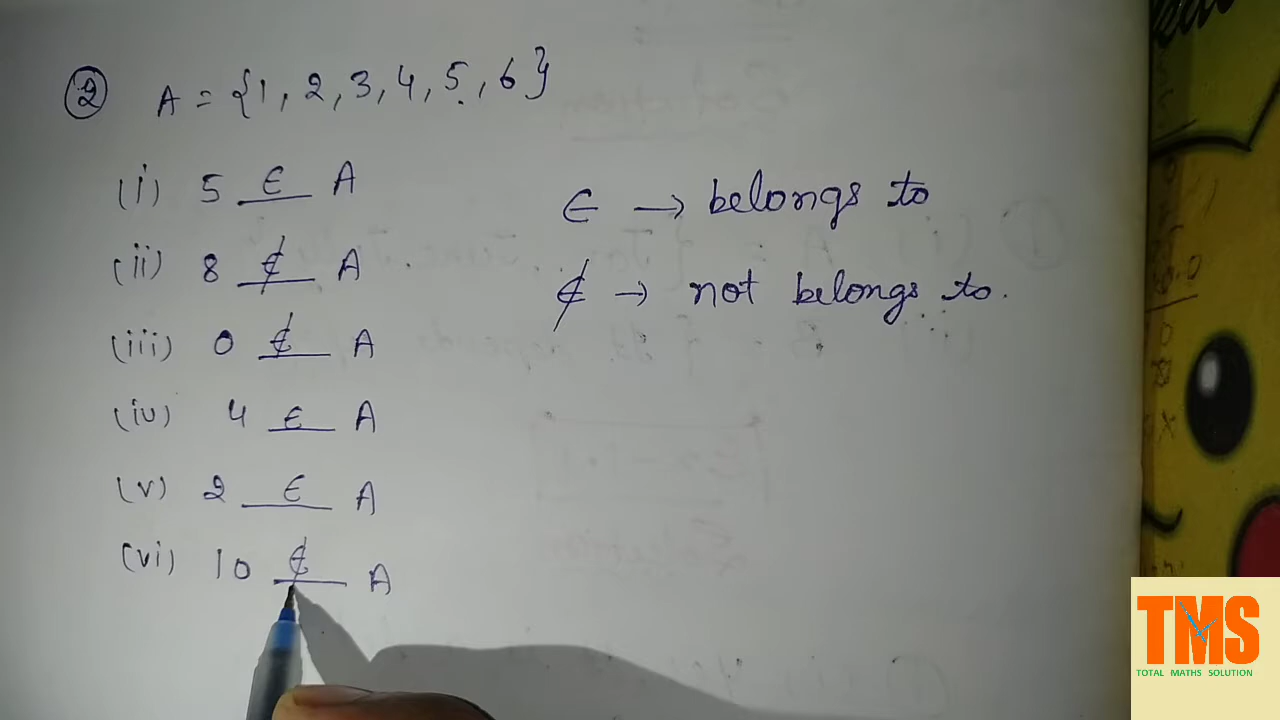 ② A = {1, 2, 3, 4, 5, 6}
(i) 5 ∈ A
(ii) 8 ∉ A
(iii) 0 ∉ A
(iv) 4 ∈ A
(v) 2 ∈ A
(vi) 10 ∉ A
∈ → belongs to
∉ → not belongs to.
TMS
TOTAL MATHS SOLUTION